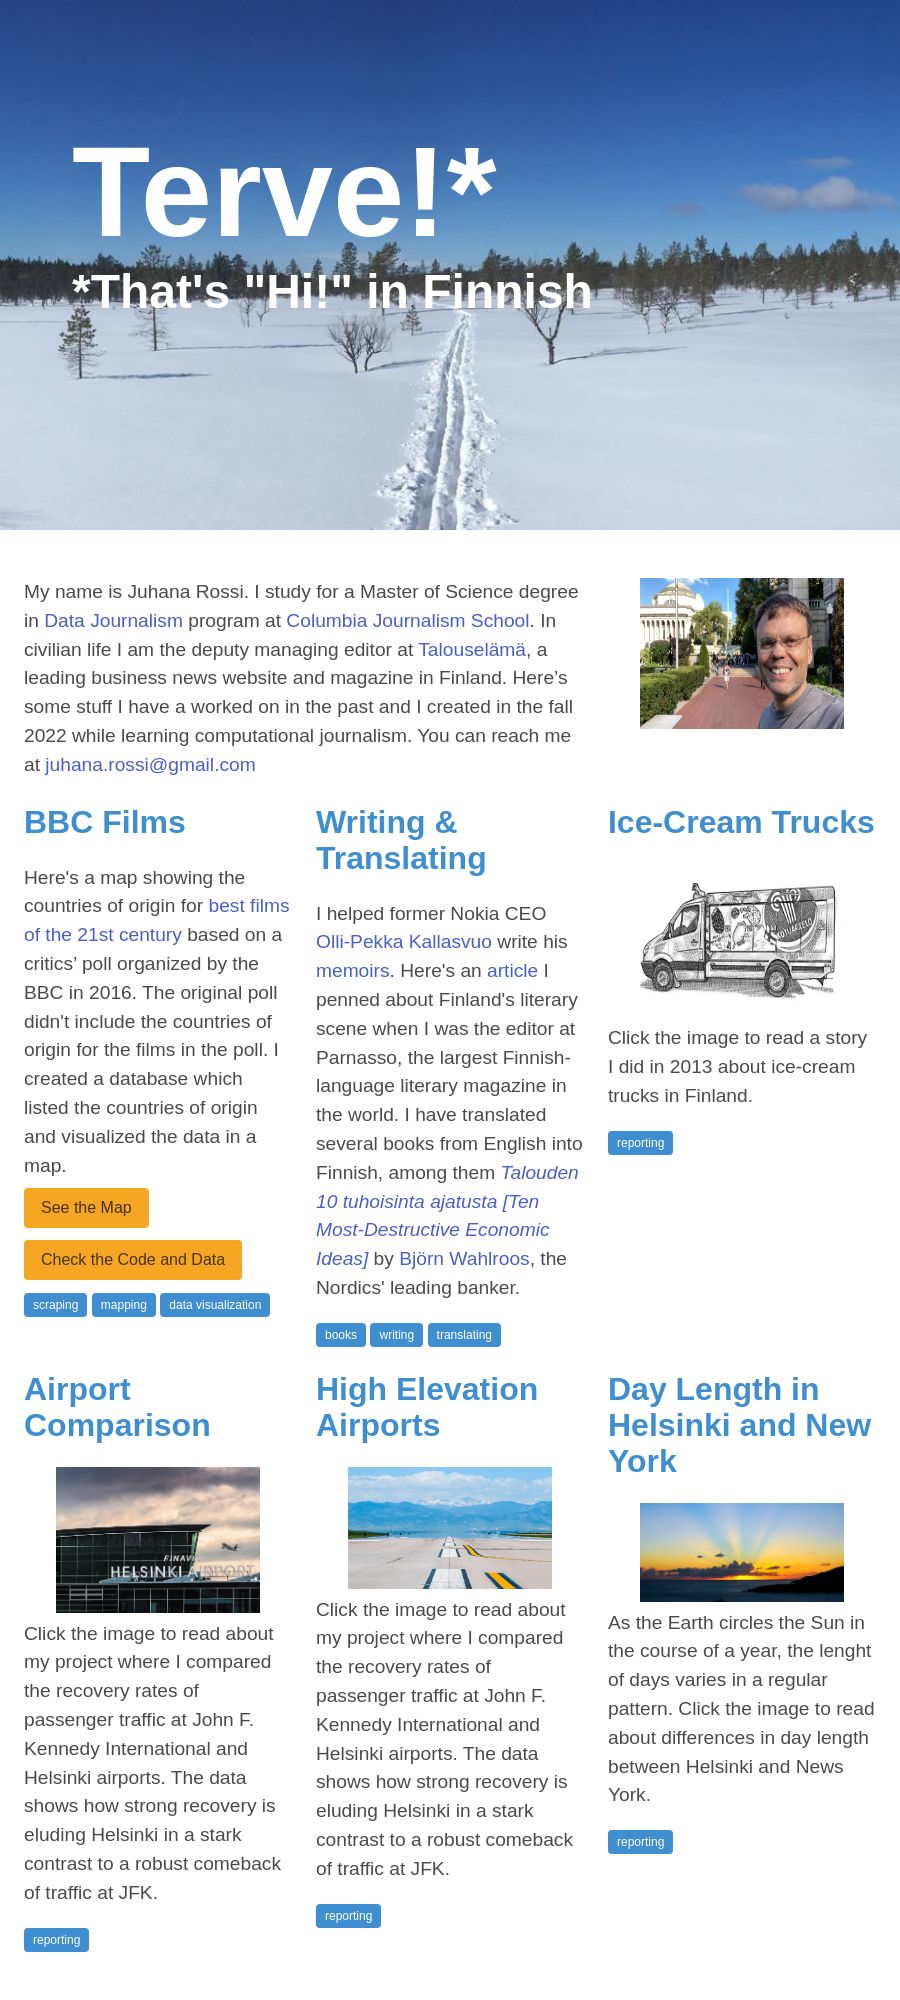 Terve!*
*That's "Hi!" in Finnish
My name is Juhana Rossi. I study for a Master of Science degree
in Data Journalism program at Columbia Journalism School. In
civilian life I am the deputy managing editor at Talouselämä, a
leading business news website and magazine in Finland. Here’s
some stuff I have a worked on in the past and I created in the fall
2022 while learning computational journalism. You can reach me
at juhana.rossi@gmail.com
BBC Films
Here's a map showing the
countries of origin for best films
of the 21st century based on a
critics’ poll organized by the
BBC in 2016. The original poll
didn't include the countries of
origin for the films in the poll. I
created a database which
listed the countries of origin
and visualized the data in a
map.
See the Map
Check the Code and Data
scraping mapping data visualization
Writing &
Translating
I helped former Nokia CEO
Olli-Pekka Kallasvuo write his
memoirs. Here's an article I
penned about Finland's literary
scene when I was the editor at
Parnasso, the largest Finnish-
language literary magazine in
the world. I have translated
several books from English into
Finnish, among them Talouden
10 tuhoisinta ajatusta [Ten
Most-Destructive Economic
Ideas] by Björn Wahlroos, the
Nordics' leading banker.
books writing translating
Ice-Cream Trucks
Click the image to read a story
I did in 2013 about ice-cream
trucks in Finland.
reporting
Airport
Comparison
FINAVIA
HELSINKI AIRPORT
Click the image to read about
my project where I compared
the recovery rates of
passenger traffic at John F.
Kennedy International and
Helsinki airports. The data
shows how strong recovery is
eluding Helsinki in a stark
contrast to a robust comeback
of traffic at JFK.
reporting
High Elevation
Airports
Click the image to read about
my project where I compared
the recovery rates of
passenger traffic at John F.
Kennedy International and
Helsinki airports. The data
shows how strong recovery is
eluding Helsinki in a stark
contrast to a robust comeback
of traffic at JFK.
reporting
Day Length in
Helsinki and New
York
As the Earth circles the Sun in
the course of a year, the lenght
of days varies in a regular
pattern. Click the image to read
about differences in day length
between Helsinki and News
York.
reporting